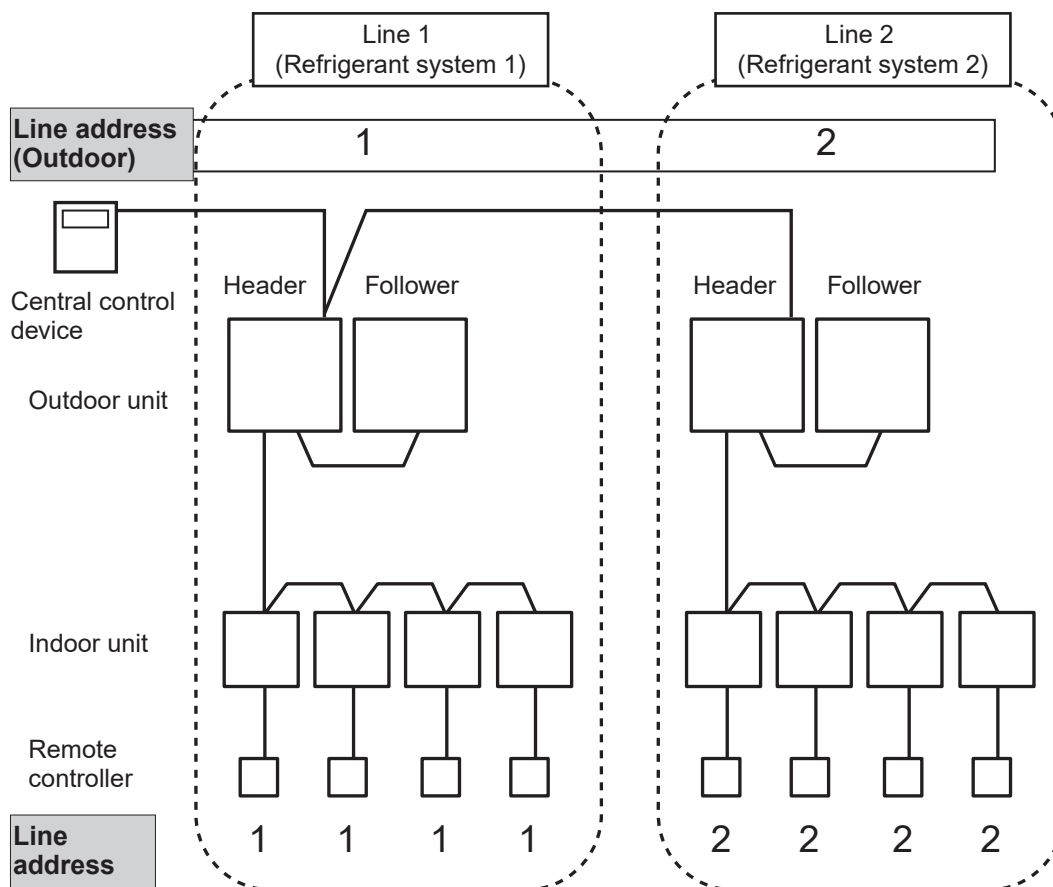 Line 1
(Refrigerant system 1)
Line 2
(Refrigerant system 2)
Line address
(Outdoor)
1
2
Central control
device
Header
Follower
Header
Follower
Outdoor unit
Indoor unit
Remote
controller
Line
address
1 1 1 1
2 2 2 2